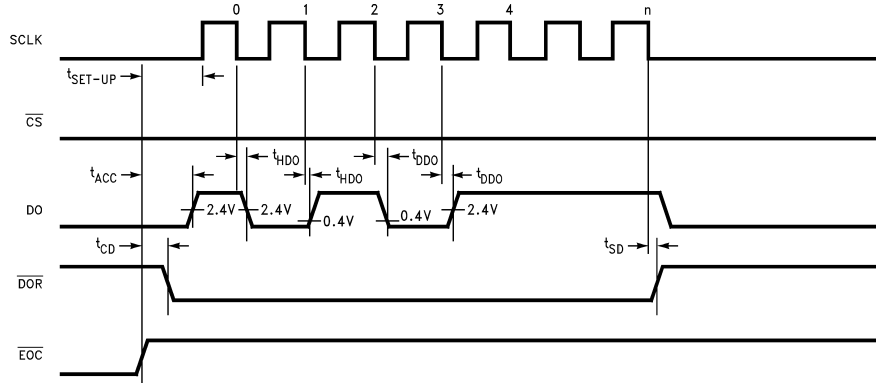 0 1 2 3 4 n
SCLK
tSET-UP
CS
tACC tHDO tHDO tDDO tDDO
DO 2.4V 2.4V 0.4V 0.4V 2.4V
tCD tSD
DOR
EOC